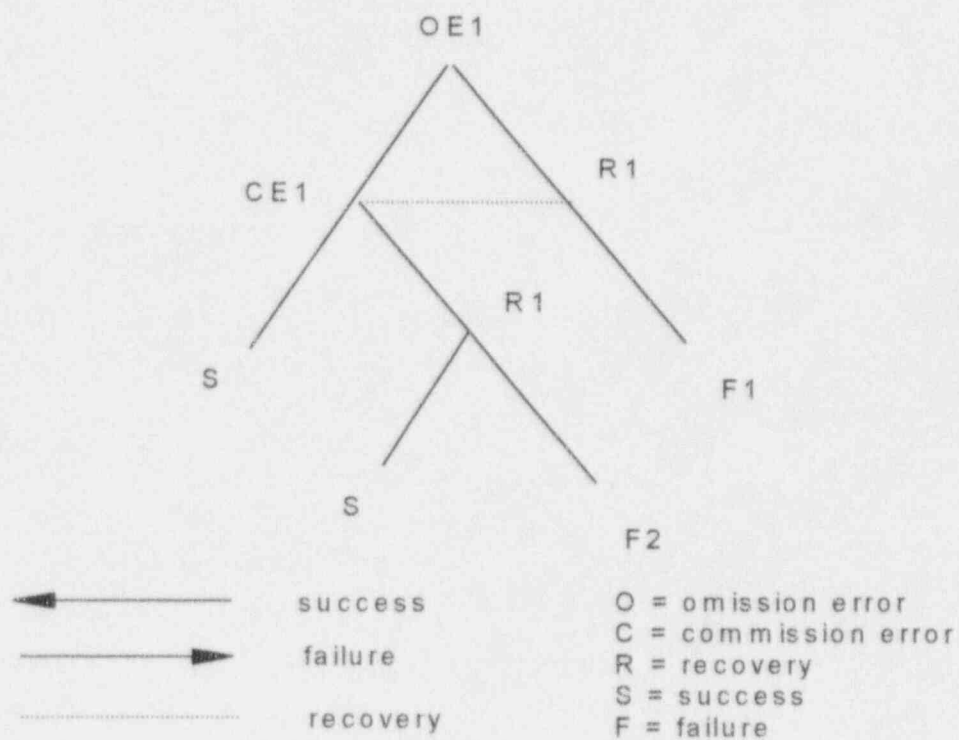 OE1
R1
CE1
R1
S
F1
S
F2
success
failure
recovery
O = omission error
C = commission error
R = recovery
S = success
F = failure